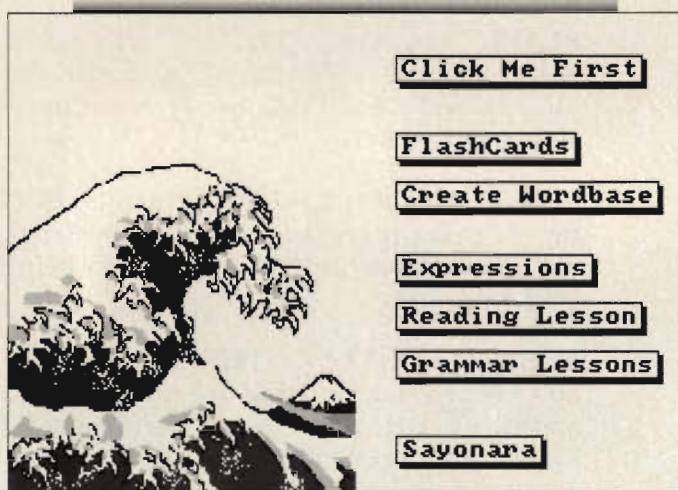 Click Me First
FlashCards
Create Wordbase
Expressions
Reading Lesson
Grammar Lessons
Sayonara